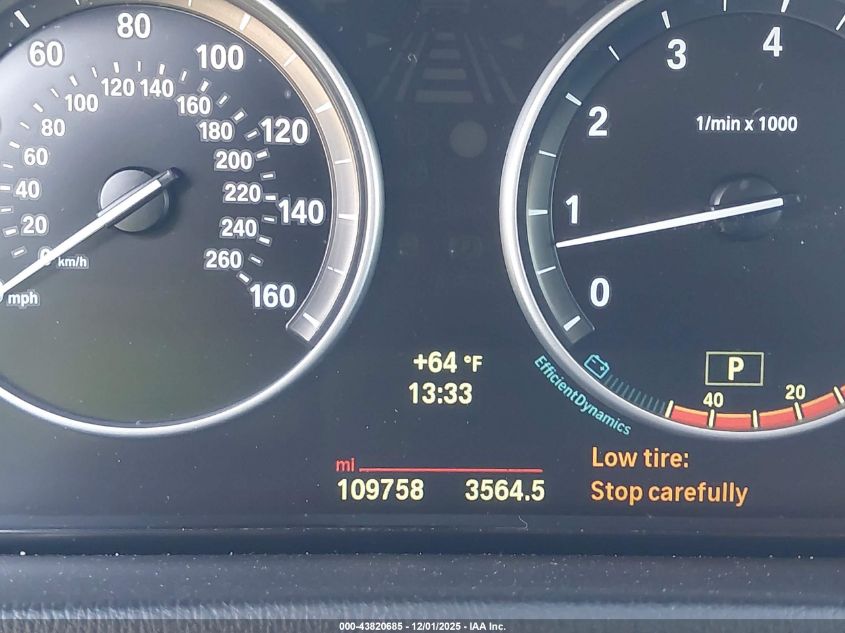 60
80
100
120
140
160
0 20 40 60 80 100 120 140 160 180 200 220 240 260
km/h
mph
0
1
2
3
4
1/min x 1000
+64 °F
13:33
P
EfficientDynamics
40
20
mi
109758 3564.5
Low tire:
Stop carefully
000-43820685 - 12/01/2025 - IAA Inc.